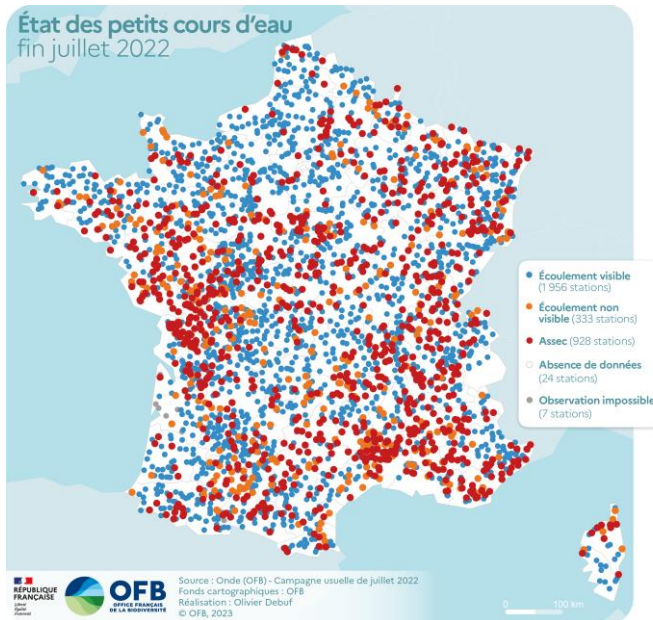 État des petits cours d'eau
fin juillet 2022
Écoulement visible
(1 956 stations)
Écoulement non
visible (333 stations)
Assec (928 stations)
Absence de données
(24 stations)
Observation impossible
(7 stations)
RÉPUBLIQUE
FRANÇAISE
Liberté
Égalité
Fraternité
OFB
OFFICE FRANÇAIS
DE LA BIODIVERSITÉ
Source : Onde (OFB) - Campagne usuelle de juillet 2022
Fonds cartographiques : OFB
Réalisation : Olivier Debuf
© OFB, 2023
0 100 km